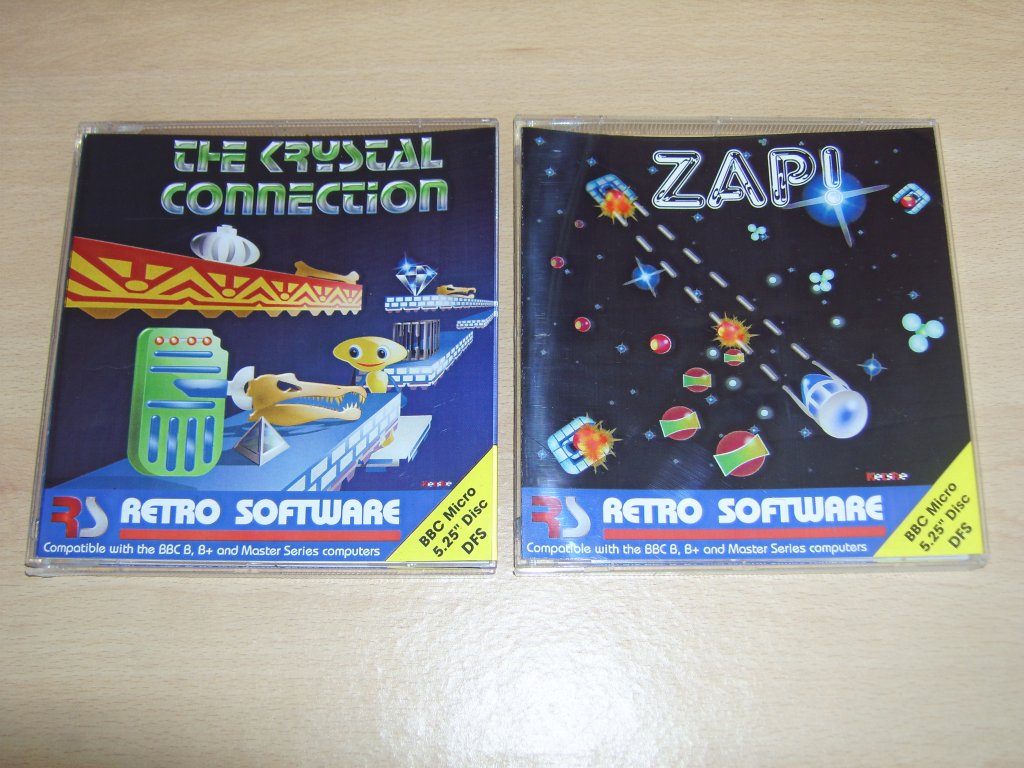 THE KRYSTAL
CONNECTION
RS RETRO SOFTWARE
Compatible with the BBC B, B+ and Master Series computers
BBC Micro
5.25" Disc
DFS
ZAP!
RS RETRO SOFTWARE
Compatible with the BBC B, B+ and Master Series computers
BBC Micro
5.25" Disc
DFS